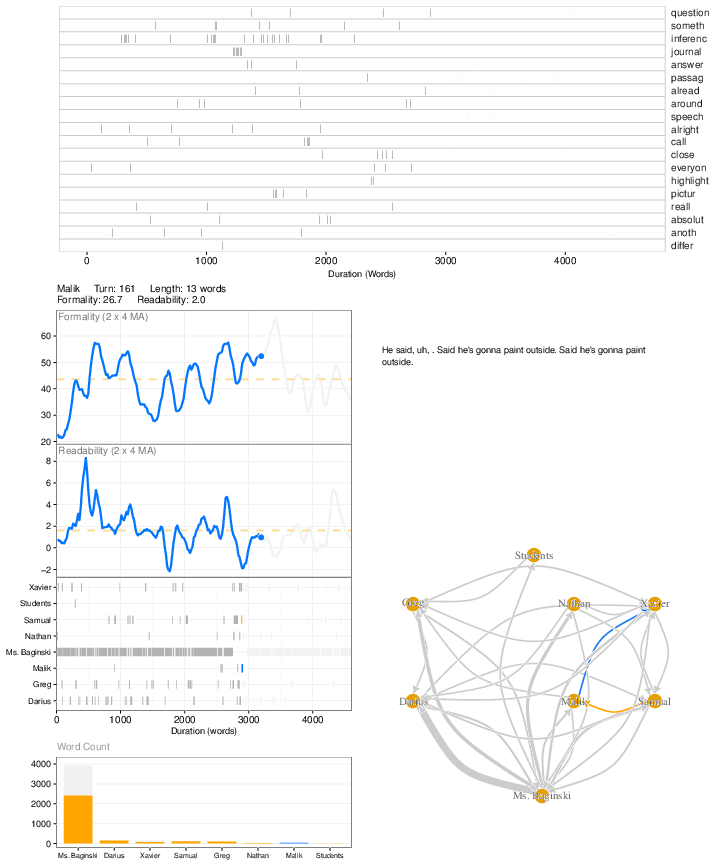 question
someth
inferenc
journal
answer
passag
alread
around
speech
alright
call
close
everyon
highlight
pictur
reall
absolut
anoth
differ
0 1000 2000 3000 4000
Duration (Words)
Malik Turn: 161 Length: 13 words
Formality: 26.7 Readability: 2.0
Formality (2 x 4 MA)
60
50
40
30
20
He said, uh, . Said he's gonna paint outside. Said he's gonna paint
outside.
Readability (2 x 4 MA)
8
6
4
2
0
−2
Xavier
Students
Samual
Nathan
Ms. Baginski
Malik
Greg
Darius
0 1000 2000 3000 4000
Duration (words)
Word Count
4000
3000
2000
1000
0
Ms. Baginski Darius Xavier Samual Greg Nathan Malik Students
Students
Greg Nathan Xavier
Darius Malik Samual
Ms. Baginski